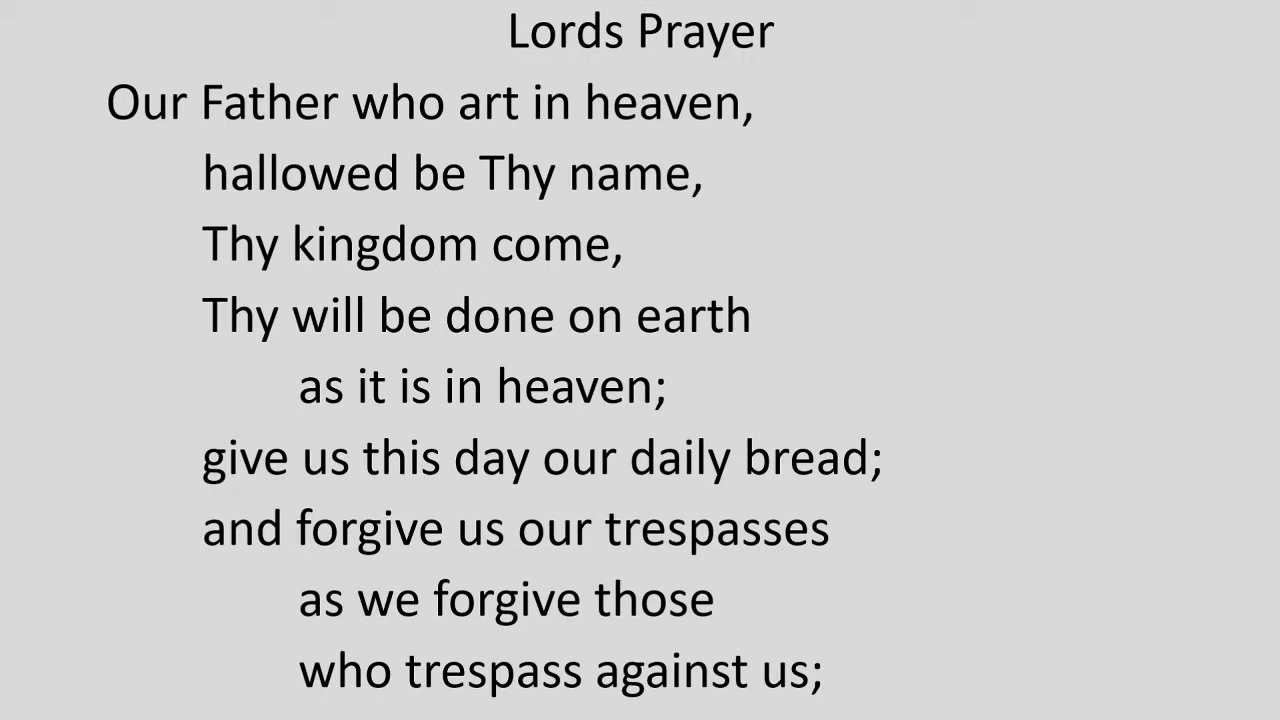 Lords Prayer
Our Father who art in heaven,
hallowed be Thy name,
Thy kingdom come,
Thy will be done on earth
as it is in heaven;
give us this day our daily bread;
and forgive us our trespasses
as we forgive those
who trespass against us;